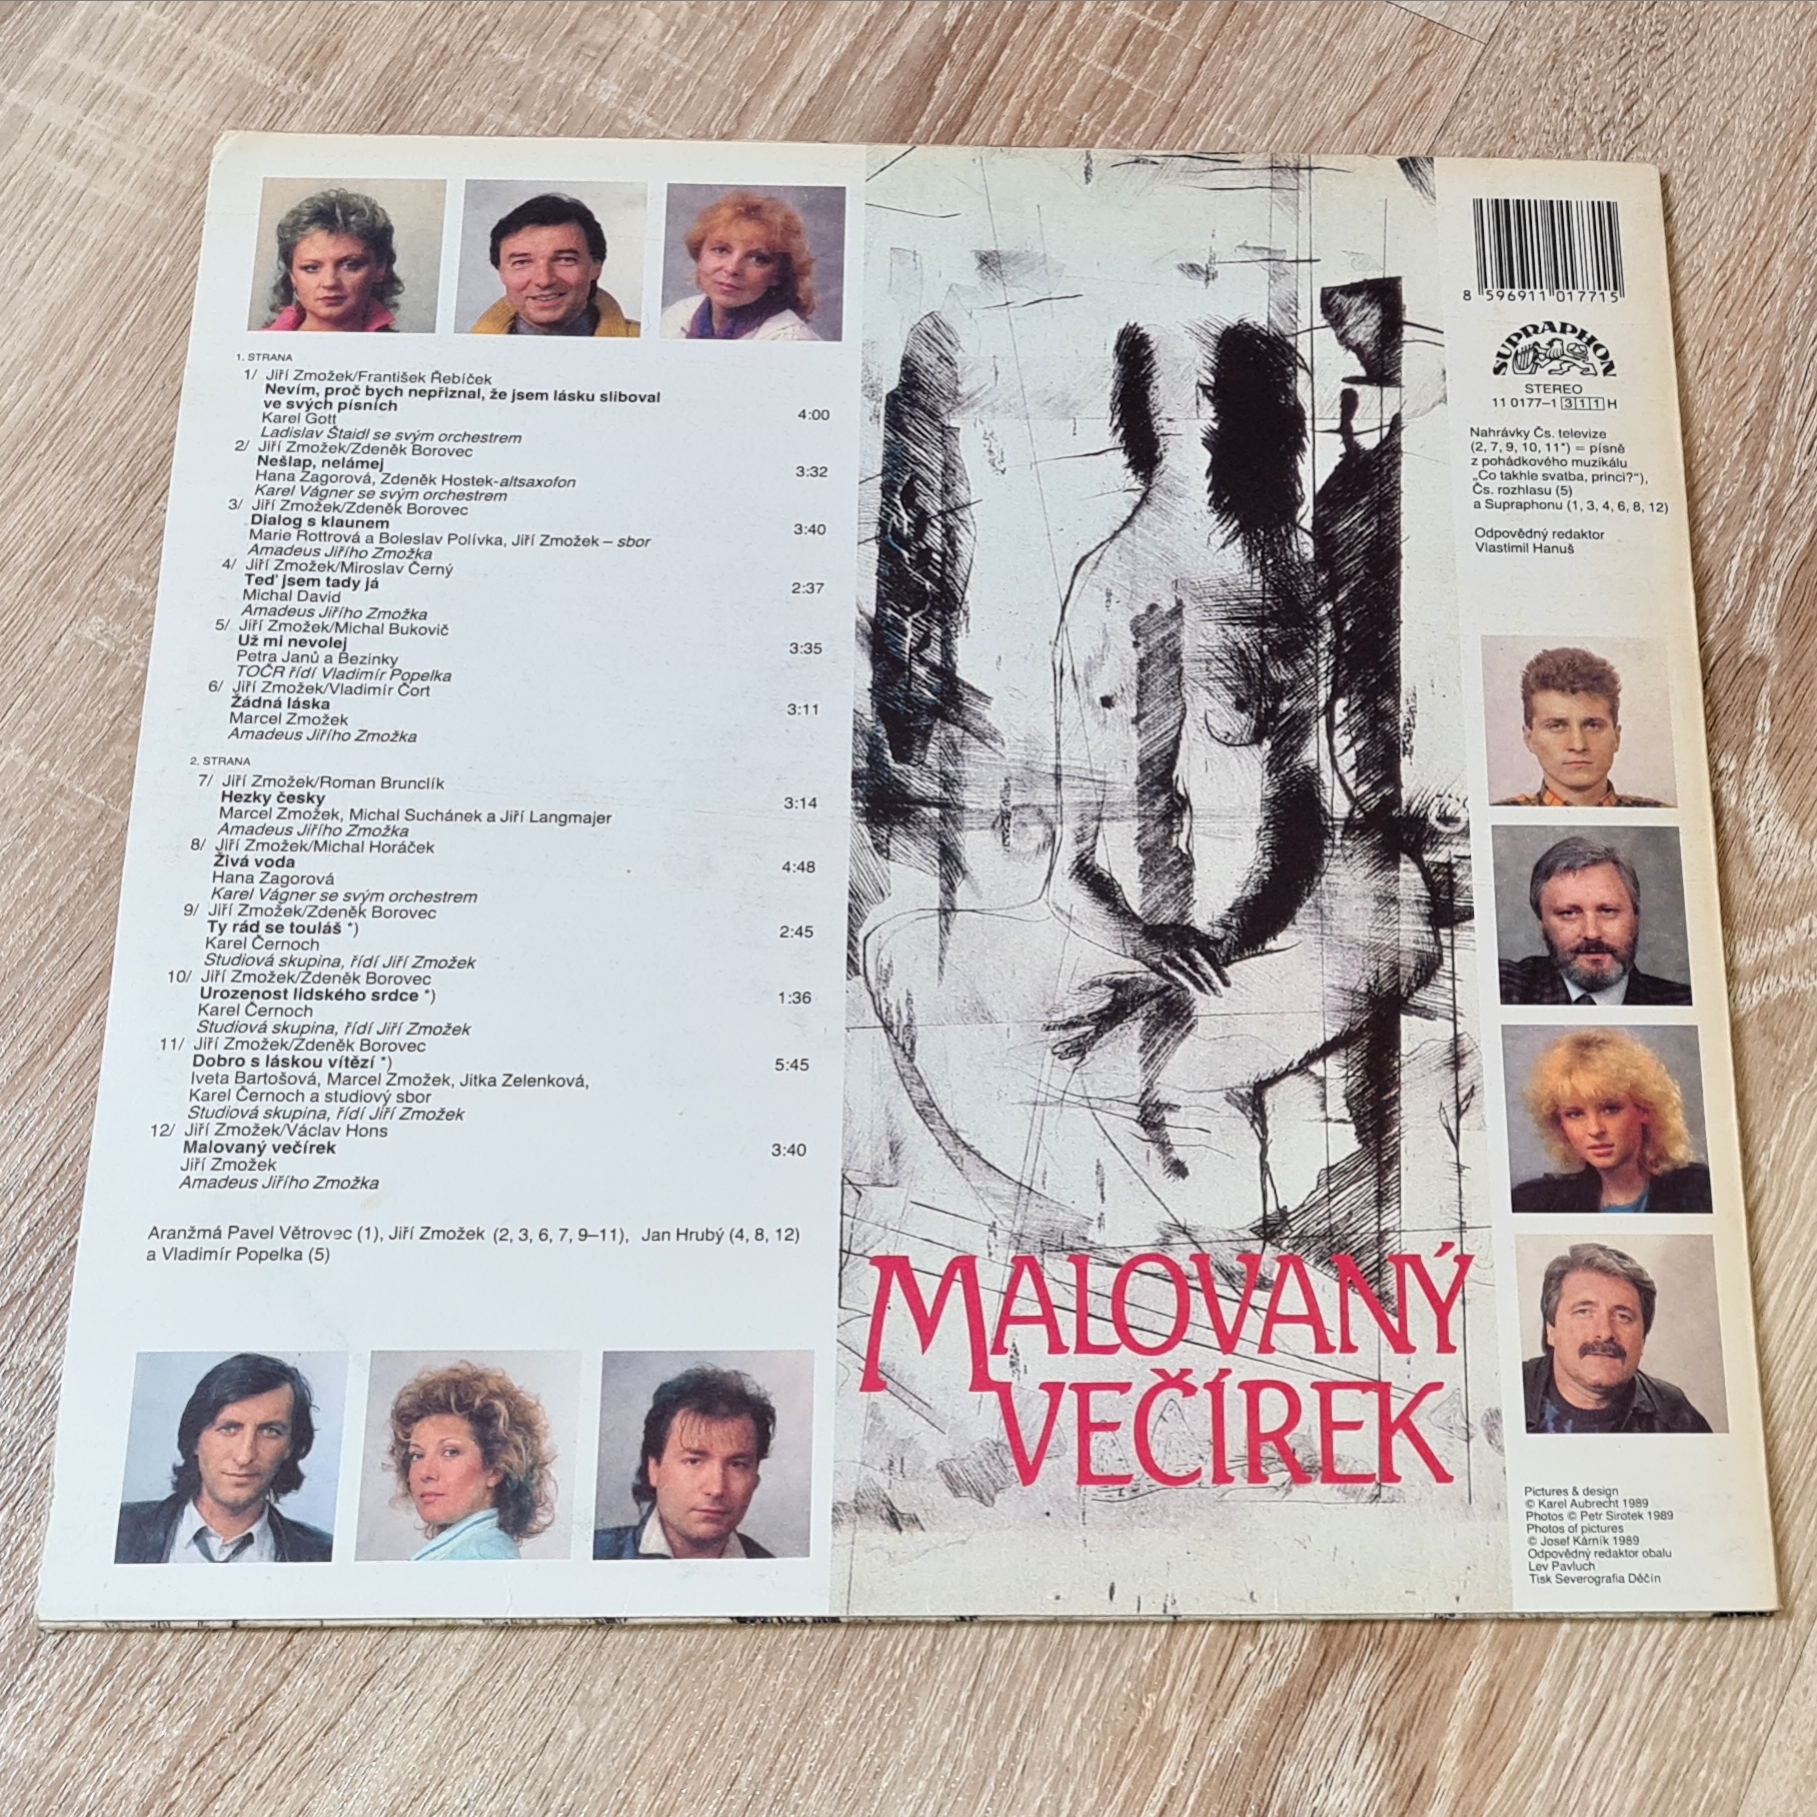 1. STRANA
1/ Jiří Zmožek/František Řebíček
Nevím, proč bych nepřiznal, že jsem lásku sliboval
ve svých písních 4:00
Karel Gott
Ladislav Štaidl se svým orchestrem
2/ Jiří Zmožek/Zdeněk Borovec
Nešlap, nelámej 3:32
Hana Zagorová, Zdeněk Hostek-altsaxofon
Karel Vágner se svým orchestrem
3/ Jiří Zmožek/Zdeněk Borovec
Dialog s klaunem 3:40
Marie Rottrová a Boleslav Polívka, Jiří Zmožek – sbor
Amadeus Jiřího Zmožka
4/ Jiří Zmožek/Miroslav Černý
Teď jsem tady já 2:37
Michal David
Amadeus Jiřího Zmožka
5/ Jiří Zmožek/Michal Bukovič
Už mi nevolej 3:35
Petra Janů a Bezinky
TOČR řídí Vladimír Popelka
6/ Jiří Zmožek/Vladimír Čort
Žádná láska 3:11
Marcel Zmožek
Amadeus Jiřího Zmožka
2. STRANA
7/ Jiří Zmožek/Roman Brunclík
Hezky česky 3:14
Marcel Zmožek, Michal Suchánek a Jiří Langmajer
Amadeus Jiřího Zmožka
8/ Jiří Zmožek/Michal Horáček
Živá voda 4:48
Hana Zagorová
Karel Vágner se svým orchestrem
9/ Jiří Zmožek/Zdeněk Borovec
Ty rád se touláš *) 2:45
Karel Černoch
Studiová skupina, řídí Jiří Zmožek
10/ Jiří Zmožek/Zdeněk Borovec
Urozenost lidského srdce *) 1:36
Karel Černoch
Studiová skupina, řídí Jiří Zmožek
11/ Jiří Zmožek/Zdeněk Borovec
Dobro s láskou vítězí *) 5:45
Iveta Bartošová, Marcel Zmožek, Jitka Zelenková,
Karel Černoch a studiový sbor
Studiová skupina, řídí Jiří Zmožek
12/ Jiří Zmožek/Václav Hons
Malovaný večírek 3:40
Jiří Zmožek
Amadeus Jiřího Zmožka
Aranžmá Pavel Větrovec (1), Jiří Zmožek (2, 3, 6, 7, 9–11), Jan Hrubý (4, 8, 12)
a Vladimír Popelka (5)
MALOVANÝ
VEČÍREK
8 596911 017715
SUPRAPHON
STEREO
11 0177–1 311 H
Nahrávky Čs. televize
(2, 7, 9, 10, 11*) = písně
z pohádkového muzikálu
„Co takhle svatba, princi?“),
Čs. rozhlasu (5)
a Supraphonu (1, 3, 4, 6, 8, 12)
Odpovědný redaktor
Vlastimil Hanuš
Pictures & design
© Karel Aubrecht 1989
Photos © Petr Sirotek 1989
Photos of pictures
© Josef Kárník 1989
Odpovědný redaktor obalu
Lev Pavluch
Tisk Severografia Děčín